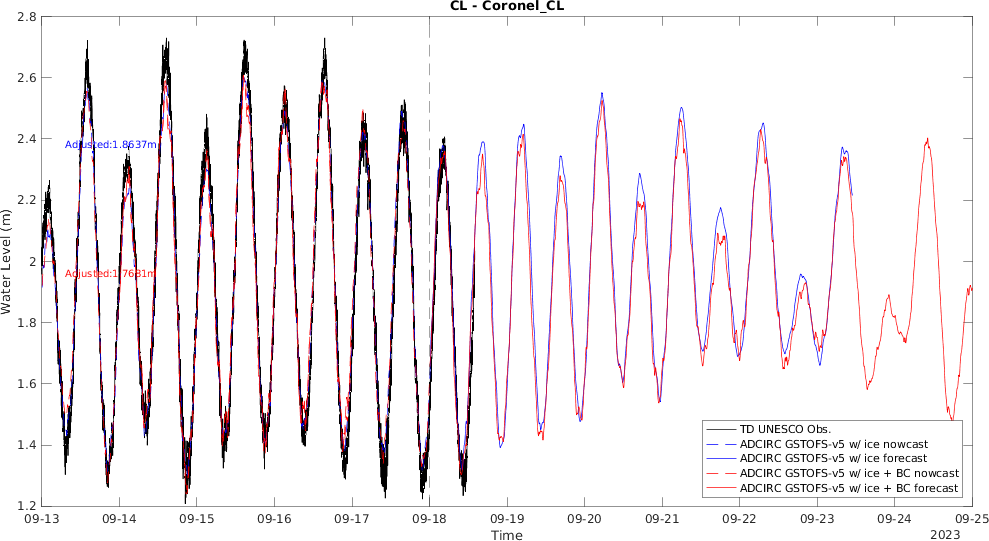 CL - Coronel_CL
2.8
2.6
2.4
2.2
2
1.8
1.6
1.4
1.2
Water Level (m)
Adjusted:1.8637m
Adjusted:1.7681m
TD UNESCO Obs.
ADCIRC GSTOFS-v5 w/ ice nowcast
ADCIRC GSTOFS-v5 w/ ice forecast
ADCIRC GSTOFS-v5 w/ ice + BC nowcast
ADCIRC GSTOFS-v5 w/ ice + BC forecast
09-13 09-14 09-15 09-16 09-17 09-18 09-19 09-20 09-21 09-22 09-23 09-24 09-25
Time
2023